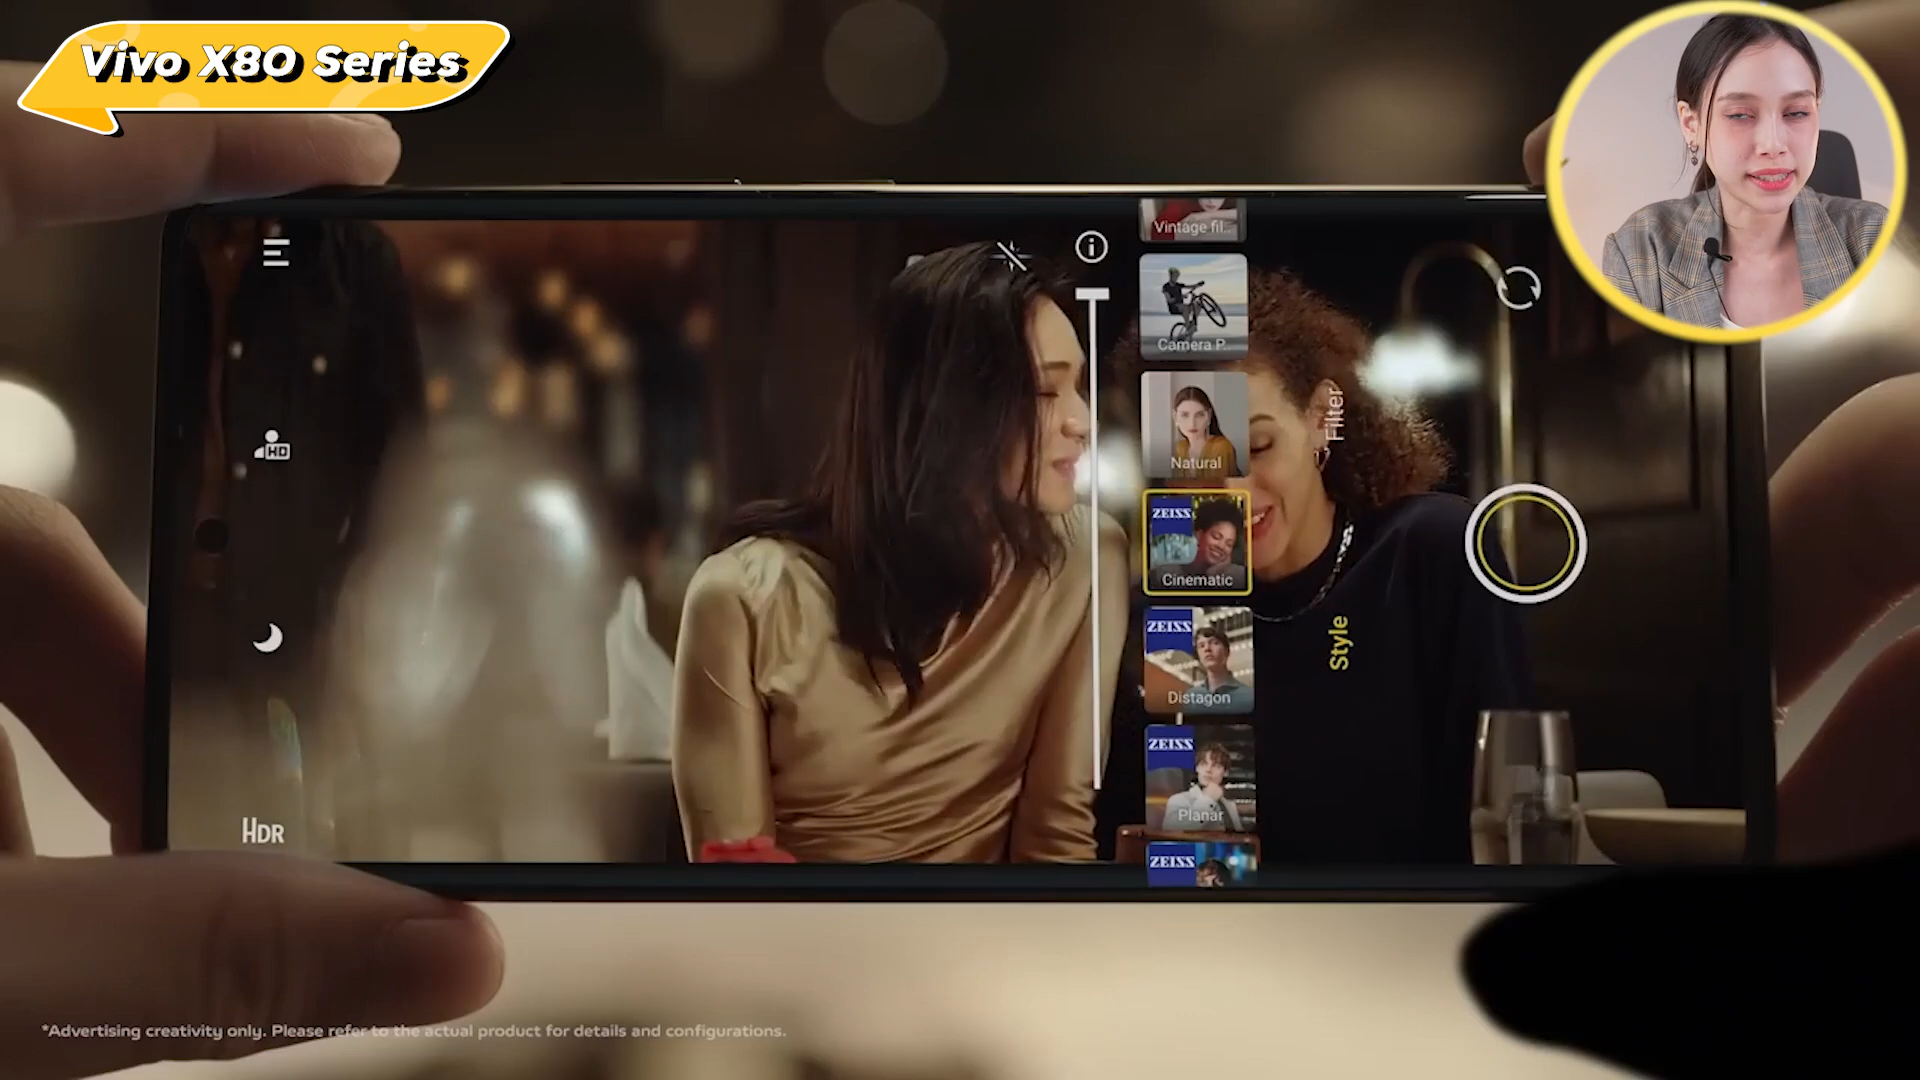 Vivo X80 Series
Vintage fil..
Camera P..
Natural
ZEISS
Cinematic
ZEISS
Distagon
ZEISS
Planar
ZEISS
Filter
Style
HD
HDR
*Advertising creativity only. Please refer to the actual product for details and configurations.